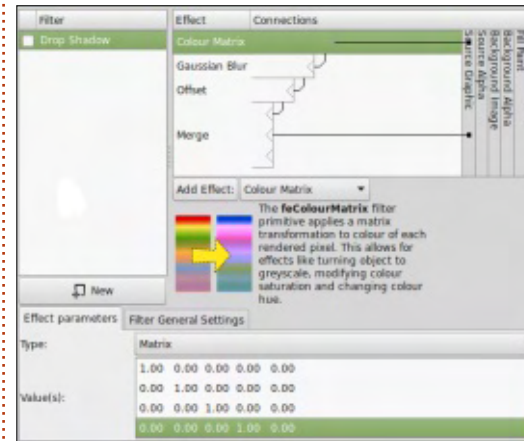 Filter
Drop Shadow
New
Effect Connections
Colour Matrix
Gaussian Blur
Offset
Merge
Source Graphic
Source Alpha
Background Image
Background Alpha
Fill Paint
Add Effect: Colour Matrix
The feColourMatrix filter
primitive applies a matrix
transformation to colour of each
rendered pixel. This allows for
effects like turning object to
greyscale, modifying colour
saturation and changing colour
hue.
Effect parameters Filter General Settings
Type: Matrix
Value(s):
1.00 0.00 0.00 0.00 0.00
0.00 1.00 0.00 0.00 0.00
0.00 0.00 1.00 0.00 0.00
0.00 0.00 0.00 1.00 0.00